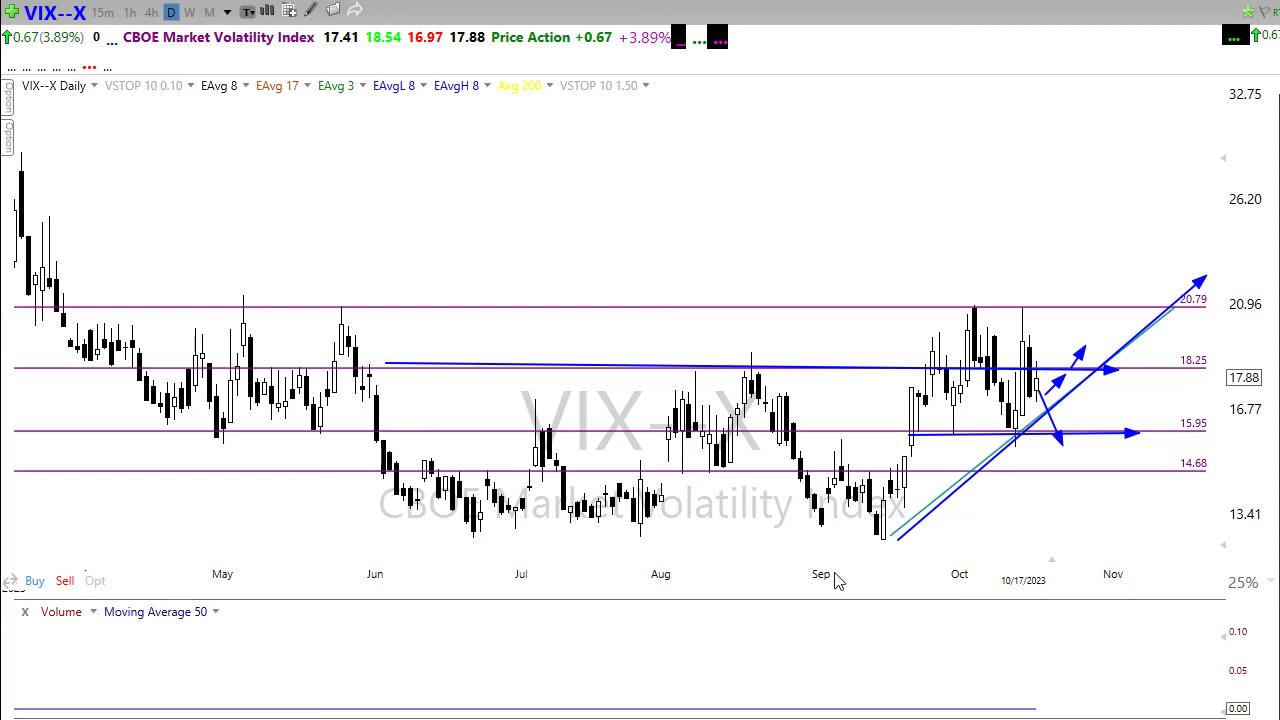 VIX--X 15m 1h 4h D W M
0.67(3.89%) 0 ... CBOE Market Volatility Index 17.41 18.54 16.97 17.88 Price Action +0.67 +3.89% ... ... ... ... 0.67
... ... ... ... ... ... ...
VIX--X Daily VSTOP 10 0.10 EAvg 8 EAvg 17 EAvg 3 EAvgL 8 EAvgH 8 Avg 200 VSTOP 10 1.50
Option
Option
32.75
26.20
20.79
20.96
18.25
17.88
16.77
15.95
14.68
13.41
VIX--X
CBOE Market Volatility Index
May Jun Jul Aug Sep Oct 10/17/2023 Nov
Buy Sell Opt 25%
x Volume Moving Average 50
0.10
0.05
0.00